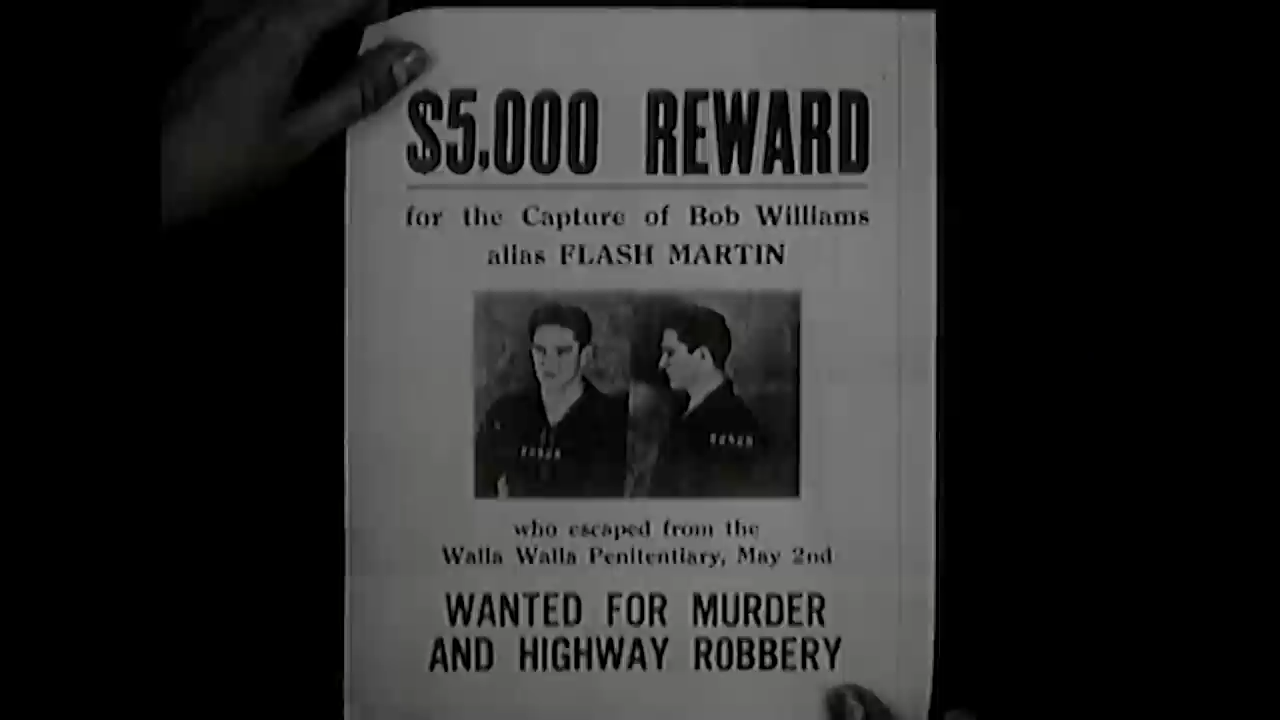 $5,000 REWARD
for the Capture of Bob Williams
alias FLASH MARTIN
who escaped from the
Walla Walla Penitentiary, May 2nd
WANTED FOR MURDER
AND HIGHWAY ROBBERY